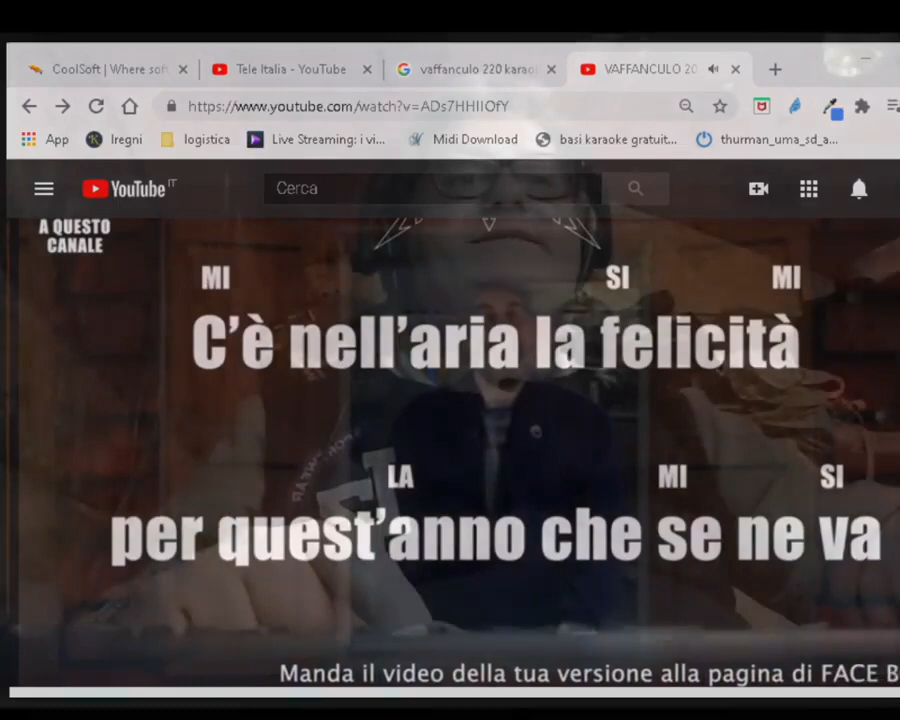 CoolSoft | Where sof
Tele Italia - YouTube
vaffanculo 220 karao
VAFFANCULO 20
https://www.youtube.com/watch?v=ADs7HHIIOfY
App
Iregni
logistica
Live Streaming: i vi...
Midi Download
basi karaoke gratuit...
thurman_uma_sd_a...
YouTube IT
Cerca
A QUESTO
CANALE
MI SI MI
C'è nell'aria la felicità
LA MI SI
per quest'anno che se ne va
Manda il video della tua versione alla pagina di FACE B